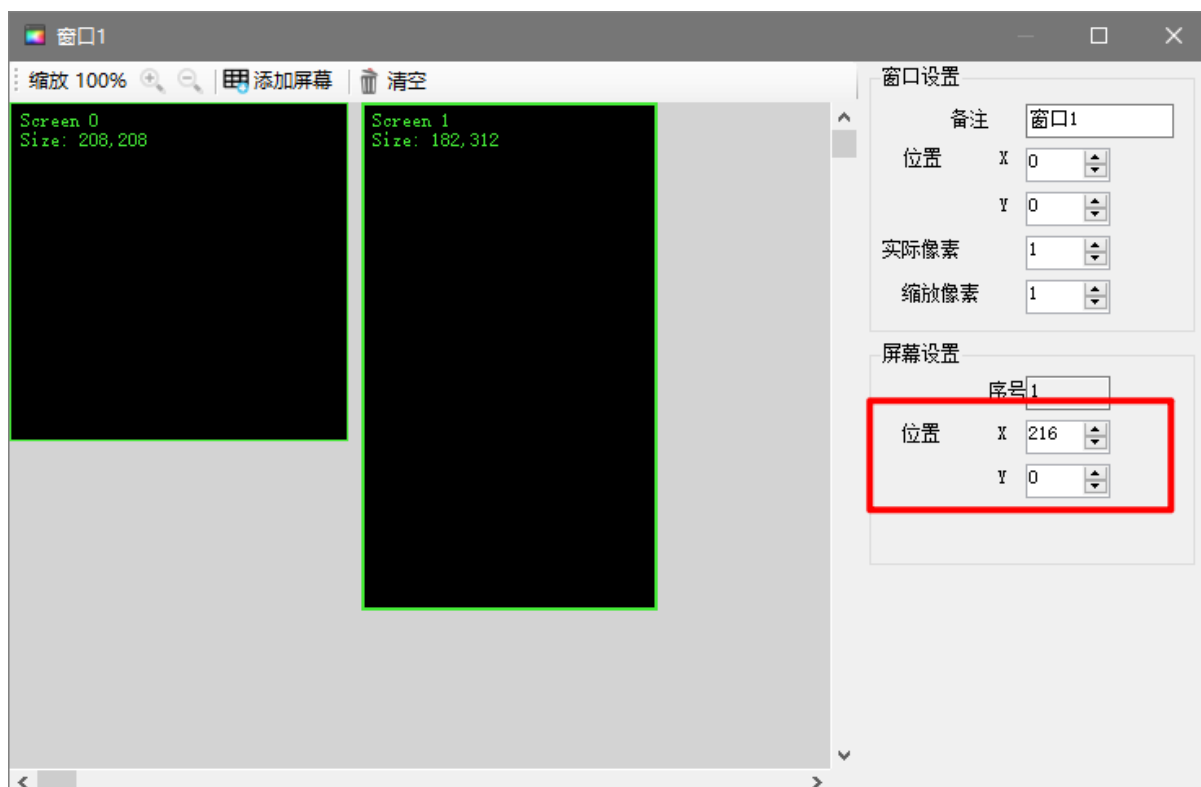 窗口1
缩放 100% 添加屏幕 清空
Screen 0
Size: 208,208
Screen 1
Size: 182,312
窗口设置
备注 窗口1
位置 X 0
Y 0
实际像素 1
缩放像素 1
屏幕设置
序号 1
位置 X 216
Y 0